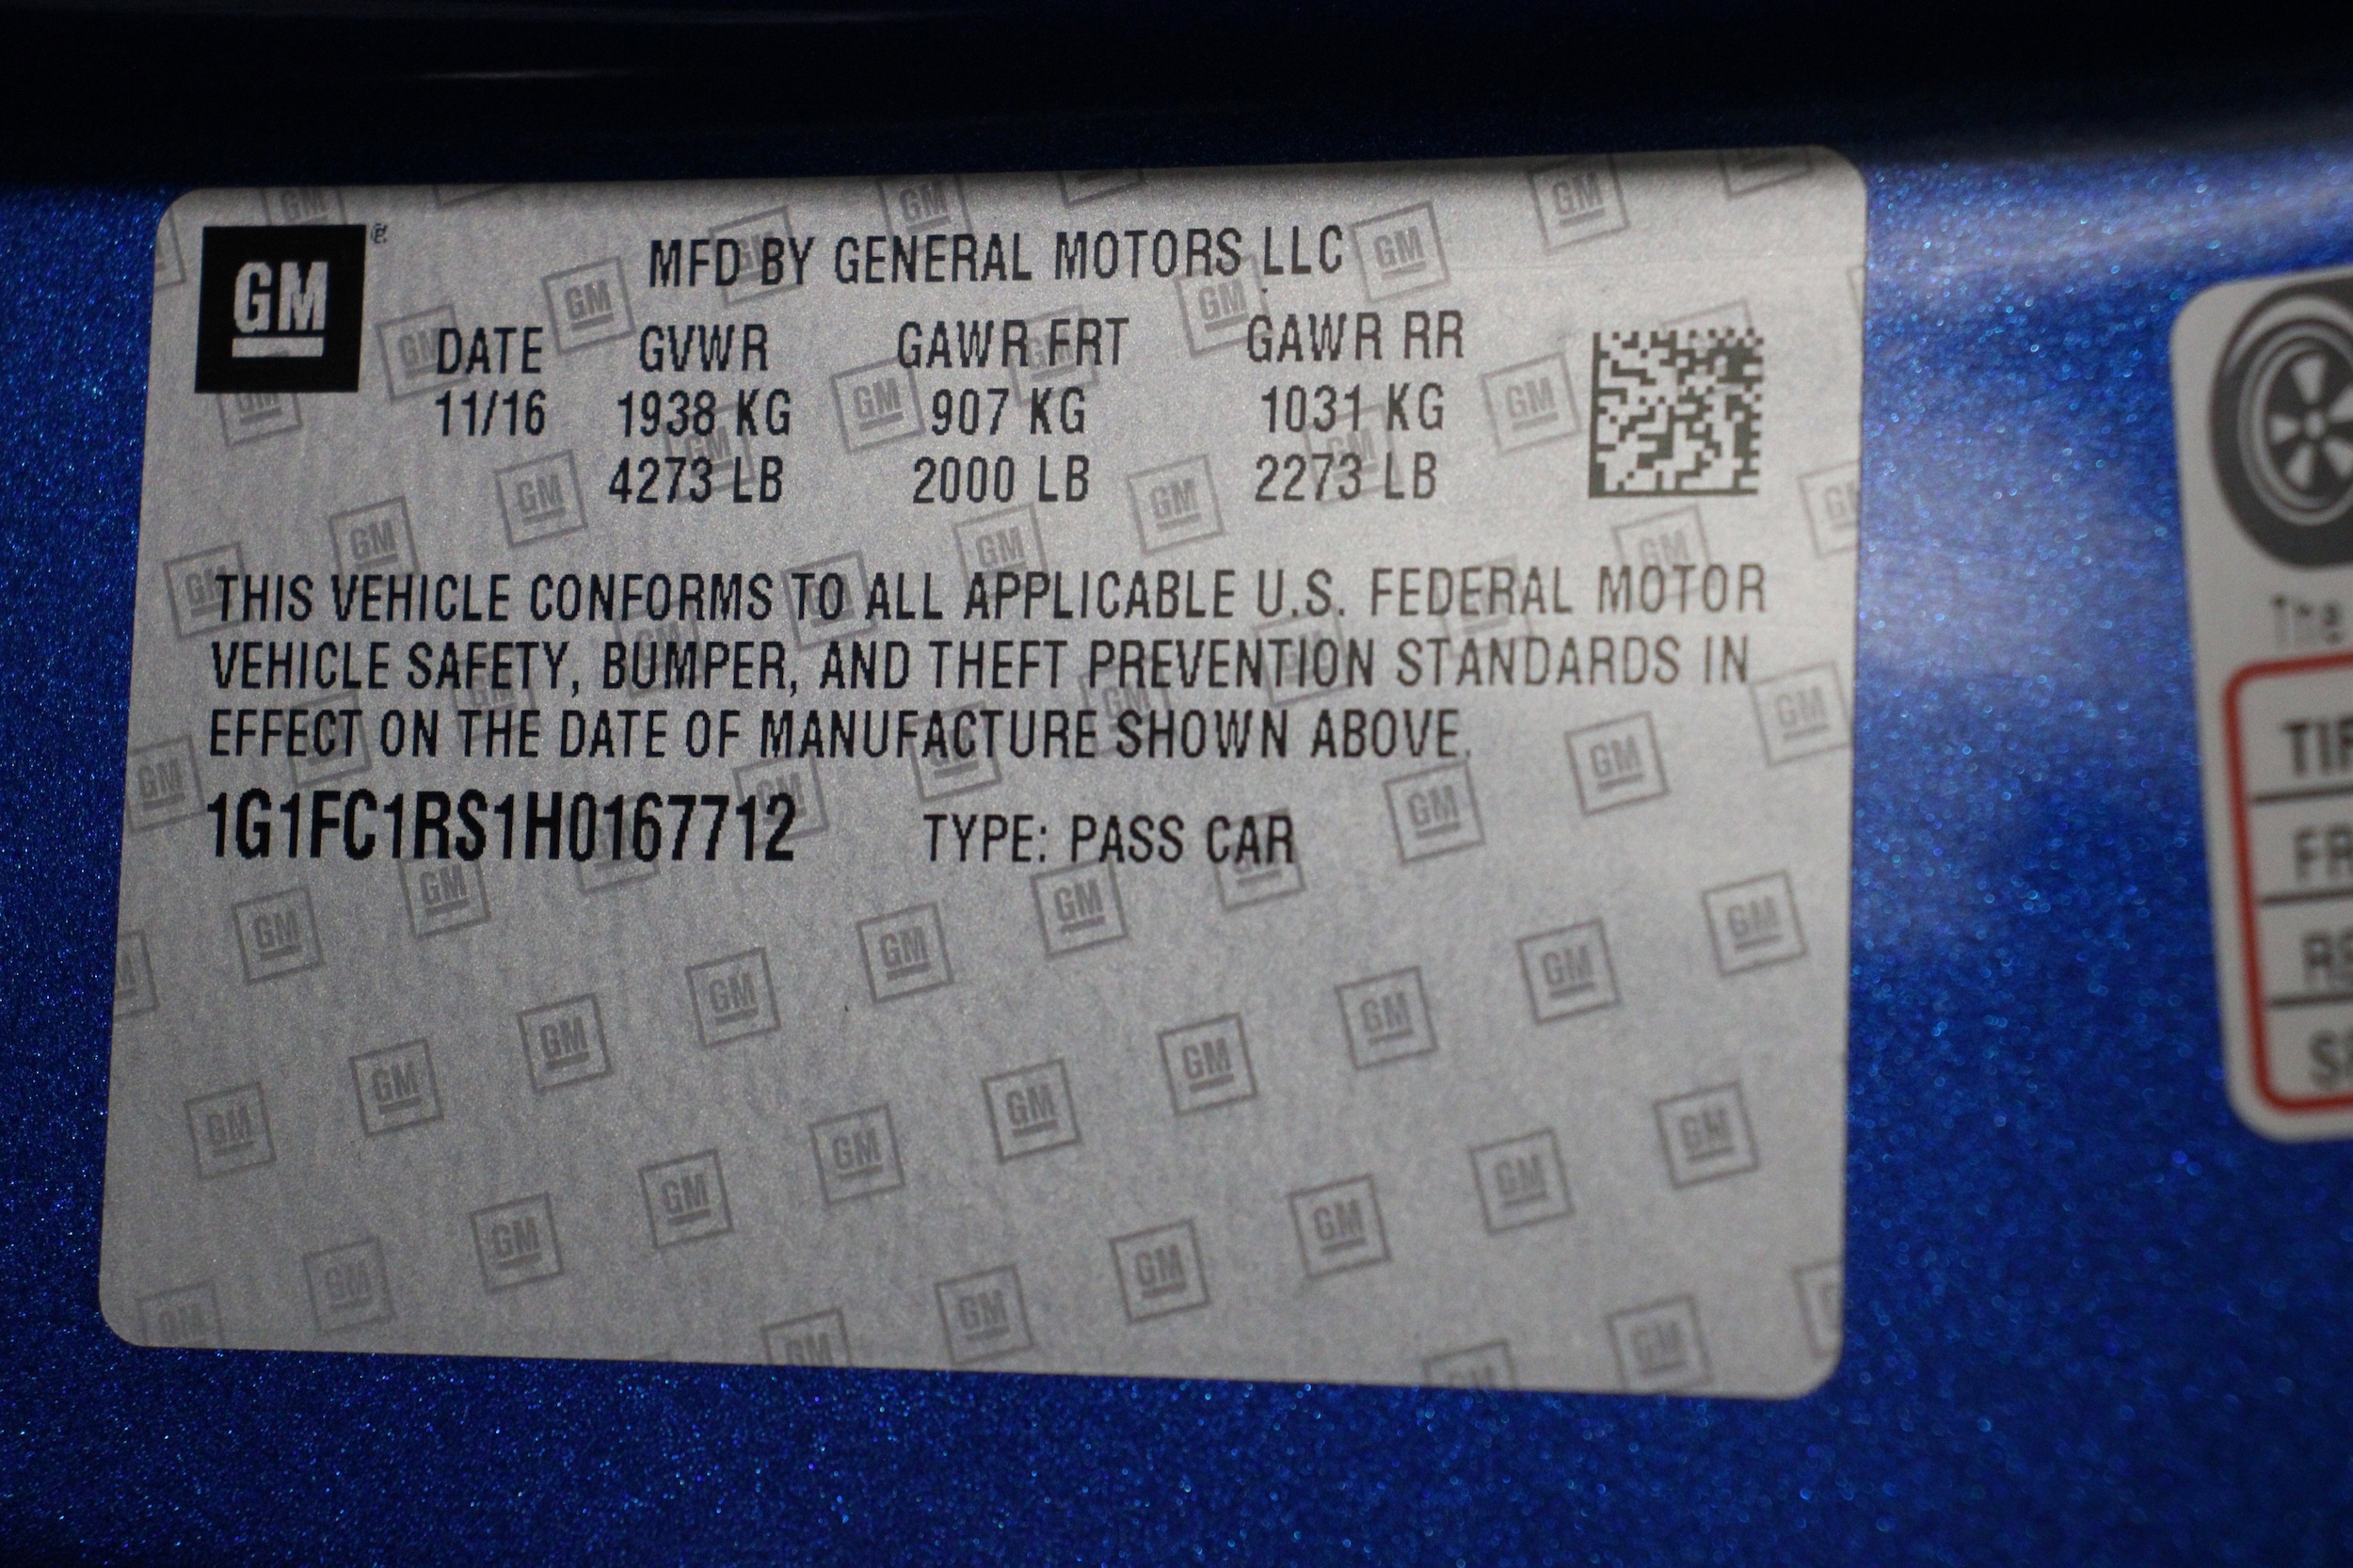 GM
MFD BY GENERAL MOTORS LLC
DATE GVWR GAWR FRT GAWR RR
11/16 1938 KG 907 KG 1031 KG
4273 LB 2000 LB 2273 LB
THIS VEHICLE CONFORMS TO ALL APPLICABLE U.S. FEDERAL MOTOR
VEHICLE SAFETY, BUMPER, AND THEFT PREVENTION STANDARDS IN
EFFECT ON THE DATE OF MANUFACTURE SHOWN ABOVE.
1G1FC1RS1H0167712 TYPE: PASS CAR
The